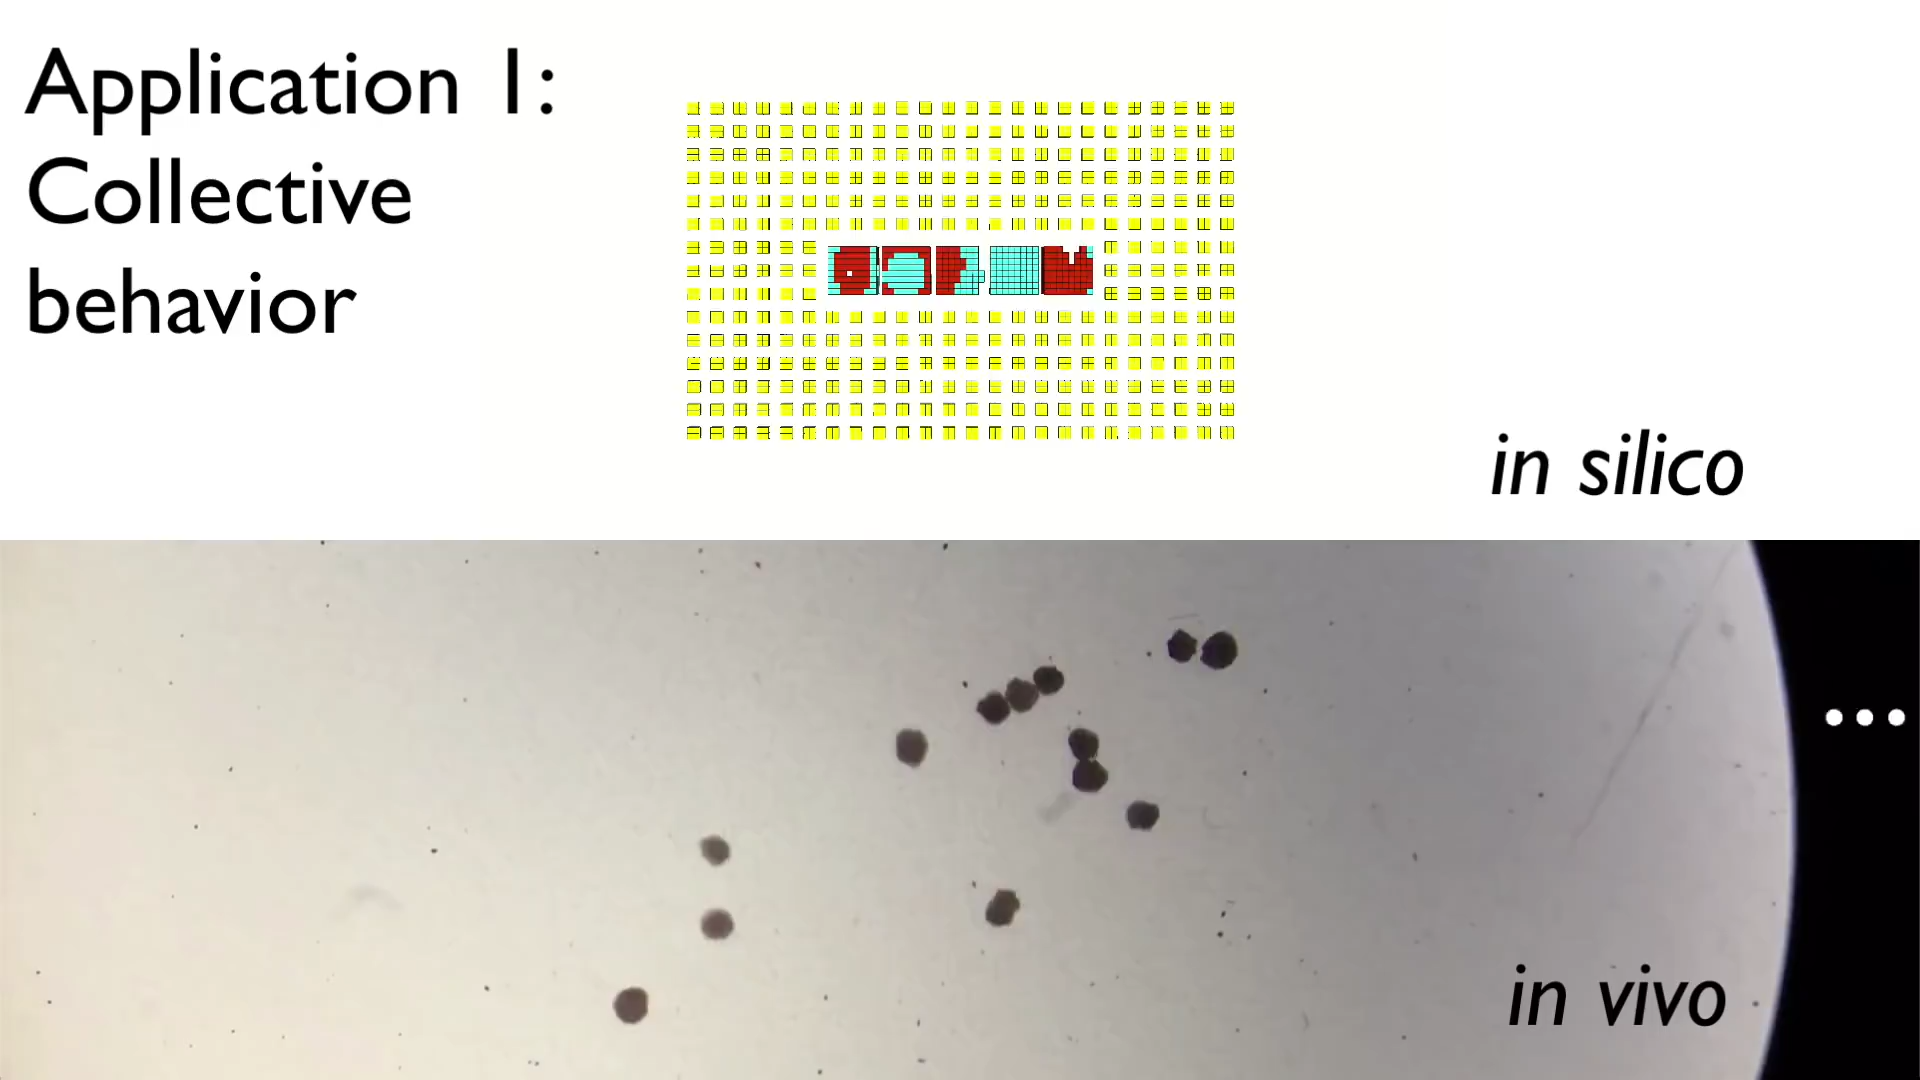 Application 1:
Collective
behavior
in silico
in vivo